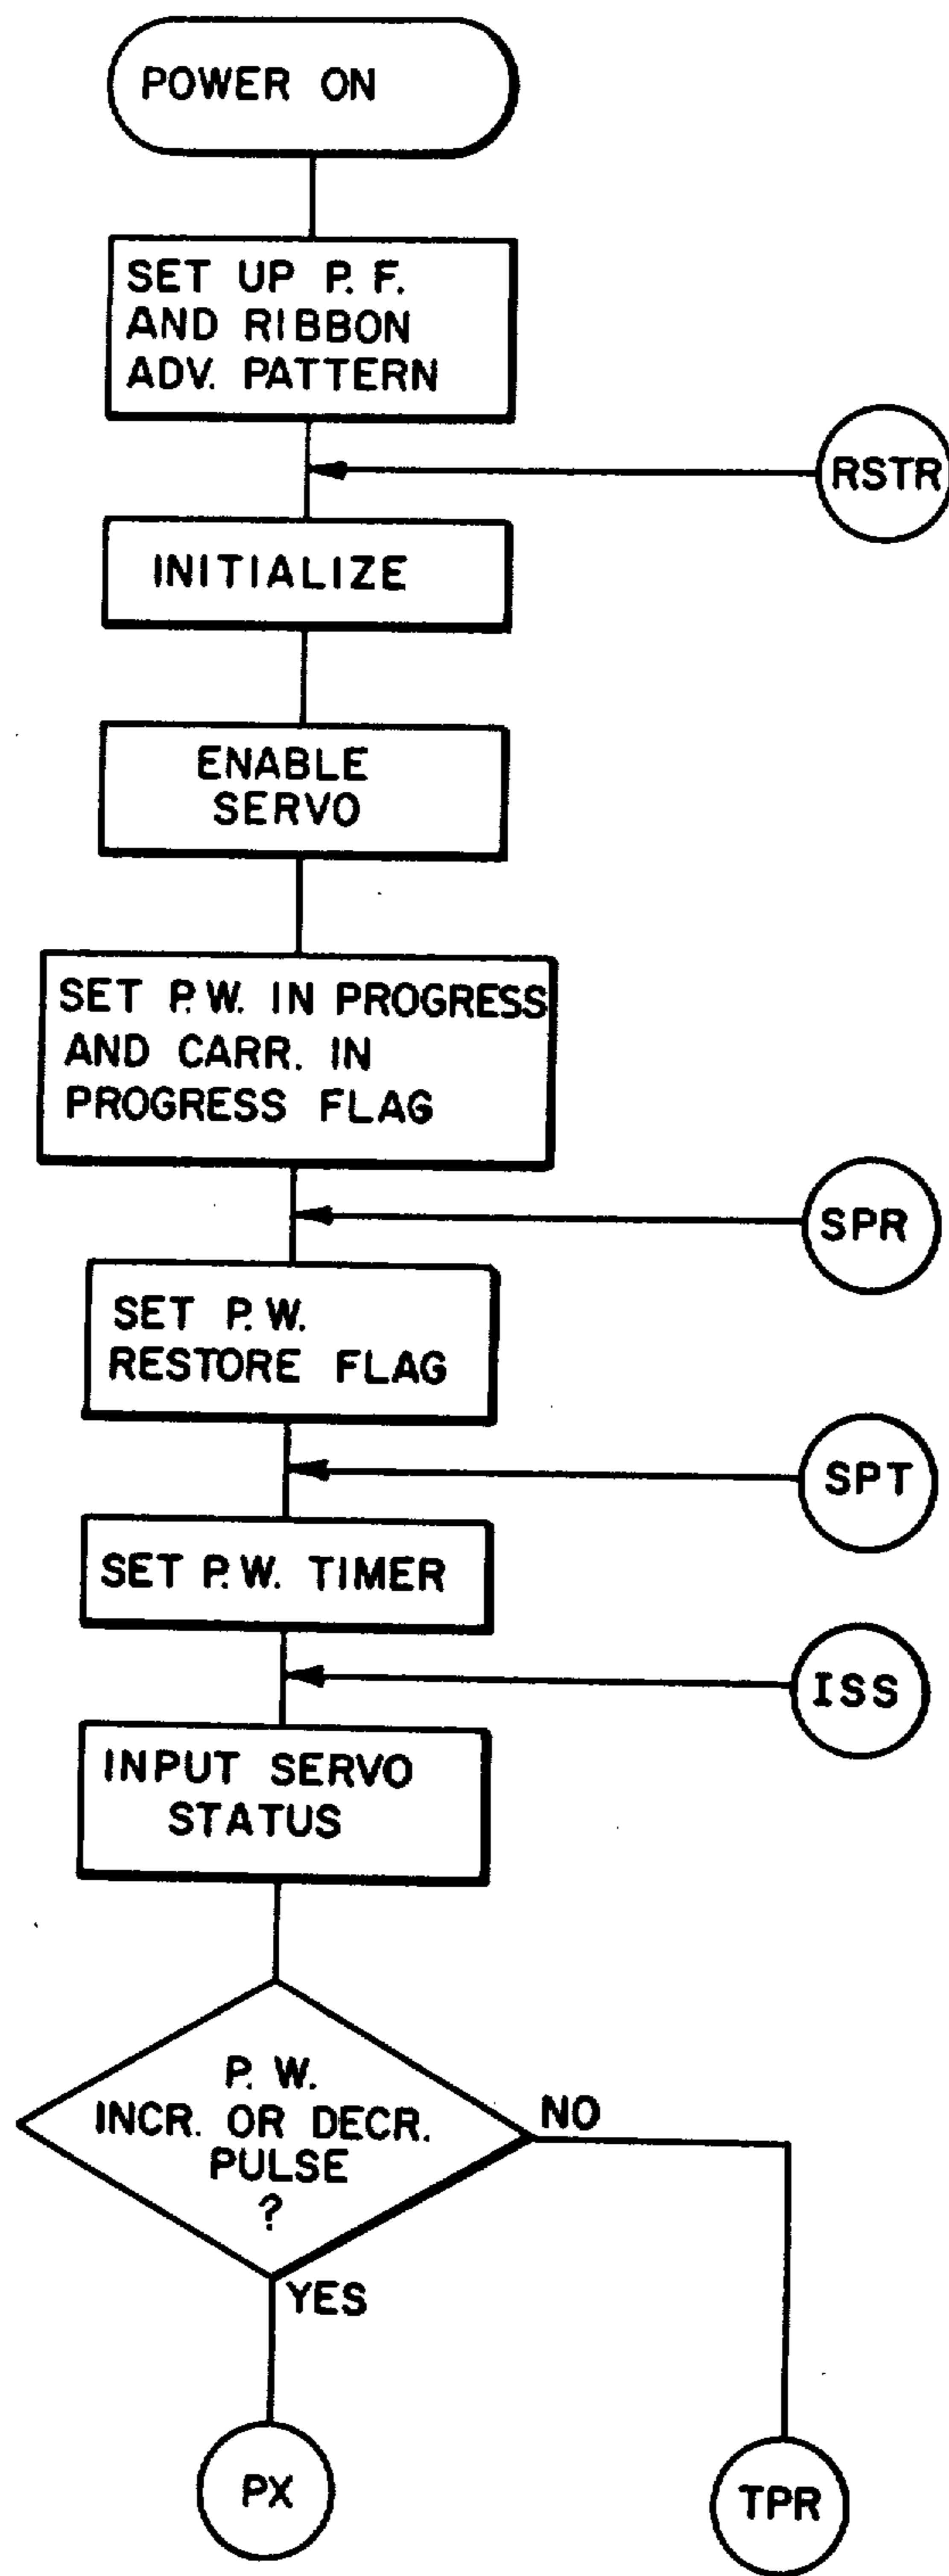 POWER ON
SET UP P. F.
AND RIBBON
ADV. PATTERN
RSTR
INITIALIZE
ENABLE
SERVO
SET P.W. IN PROGRESS
AND CARR. IN
PROGRESS FLAG
SPR
SET P.W.
RESTORE FLAG
SPT
SET P.W. TIMER
ISS
INPUT SERVO
STATUS
P. W.
INCR. OR DECR.
PULSE
?
NO
YES
PX
TPR